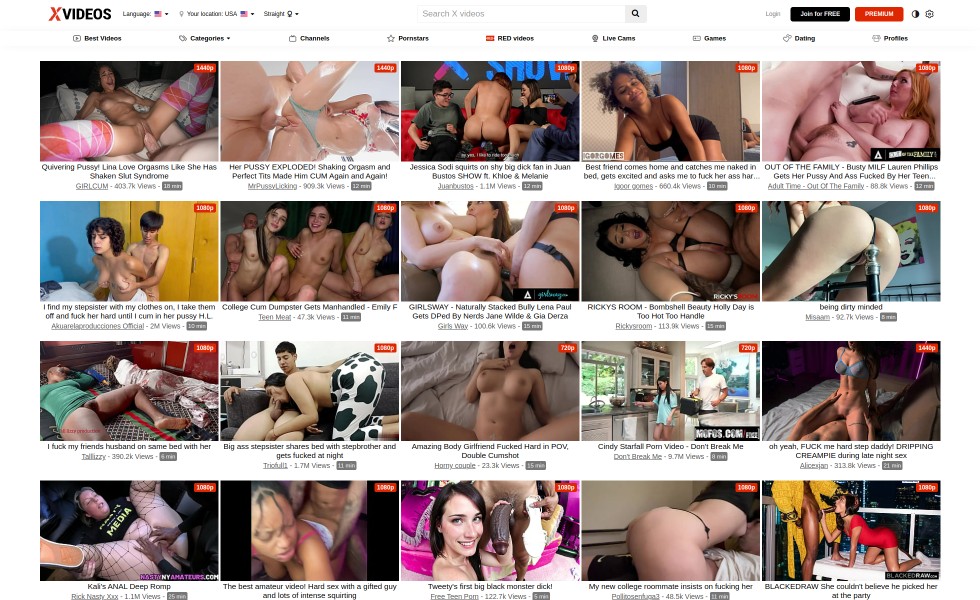 XVIDEOS
Language:
Your location: USA
Straight
Search X videos
Login
Join for FREE
PREMIUM
Best Videos
Categories
Channels
Pornstars
RED videos
Live Cams
Games
Dating
Profiles
1440p
1440p
1080p
1080p
1080p
Quivering Pussy! Lina Love Orgasms Like She Has
Shaken Slut Syndrome
GIRLCUM - 403.7k Views - 18 min
Her PUSSY EXPLODED! Shaking Orgasm and
Perfect Tits Made Him CUM Again and Again!
MrPussyLicking - 909.3k Views - 12 min
Jessica Sodi squirts on shy big dick fan in Juan
Bustos SHOW ft. Khloe & Melanie
Juanbustos - 1.1M Views - 12 min
IGORGOMES
Best friend comes home and catches me naked in
bed, gets excited and asks me to fuck her ass har...
Igoor gomes - 660.4k Views - 10 min
OUT OF THE FAMILY - Busty MILF Lauren Phillips
Gets Her Pussy And Ass Fucked By Her Teen...
Adult Time - Out Of The Family - 88.8k Views - 12 min
1080p
1080p
1080p
1080p
1080p
I find my stepsister with my clothes on, I take them
off and fuck her hard until I cum in her pussy H.L.
Akuarelaproducciones Official - 2M Views - 10 min
College Cum Dumpster Gets Manhandled - Emily F
Teen Meat - 47.3k Views - 11 min
girlsway
GIRLSWAY - Naturally Stacked Bully Lena Paul
Gets DPed By Nerds Jane Wilde & Gia Derza
Girls Way - 100.6k Views - 15 min
RICKY'S
RICKYS ROOM - Bombshell Beauty Holly Day is
Too Hot Too Handle
Rickysroom - 113.9k Views - 15 min
being dirty minded
Misaam - 92.7k Views - 8 min
1080p
1080p
720p
720p
1440p
I fuck my friends husband on same bed with her
Tallizzy - 390.2k Views - 6 min
Big ass stepsister shares bed with stepbrother and
gets fucked at night
Triofull1 - 1.7M Views - 11 min
Amazing Body Girlfriend Fucked Hard in POV,
Double Cumshot
Horny couple - 23.3k Views - 15 min
MOFOS.COM
Cindy Starfall Porn Video - Don't Break Me
Don't Break Me - 9.7M Views - 8 min
oh yeah, FUCK me hard step daddy! DRIPPING
CREAMPIE during late night sex
Alicexjan - 313.8k Views - 21 min
1080p
1080p
1080p
1080p
1080p
MEDIA
NASTYNYAMATEURS.COM
Kali's ANAL Deep Romp
Rick Nasty Xxx - 1.1M Views - 25 min
The best amateur video! Hard sex with a gifted guy
and lots of intense squirting
Tweety's first big black monster dick!
Free Teen Porn - 122.7k Views - 5 min
My new college roommate insists on fucking her
Pollitosenfuga3 - 48.5k Views - 11 min
BLACKEDRAW.COM
BLACKEDRAW She couldn't believe he picked her
at the party